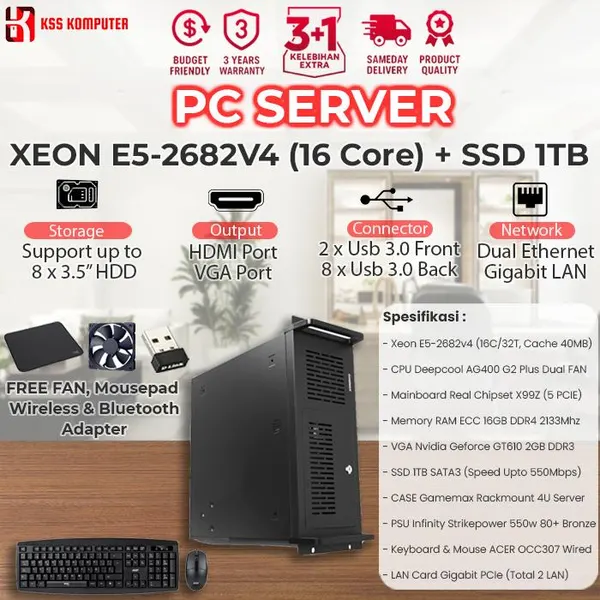 KSS KOMPUTER
$
BUDGET
FRIENDLY
3
3 YEARS
WARRANTY
3+1
KELEBIHAN
EXTRA
SAMEDAY
DELIVERY
PRODUCT
QUALITY
PC SERVER
XEON E5-2682V4 (16 Core) + SSD 1TB
Storage
Support up to
8 x 3.5" HDD
Output
HDMI Port
VGA Port
Connector
2 x Usb 3.0 Front
8 x Usb 3.0 Back
Network
Dual Ethernet
Gigabit LAN
FREE FAN, Mousepad
Wireless & Bluetooth
Adapter
Spesifikasi :
- Xeon E5-2682v4 (16C/32T, Cache 40MB)
- CPU Deepcool AG400 G2 Plus Dual FAN
- Mainboard Real Chipset X99Z (5 PCIE)
- Memory RAM ECC 16GB DDR4 2133Mhz
- VGA Nvidia Geforce GT610 2GB DDR3
- SSD 1TB SATA3 (Speed Upto 550Mbps)
- CASE Gamemax Rackmount 4U Server
- PSU Infinity Strikepower 550w 80+ Bronze
- Keyboard & Mouse ACER OCC307 Wired
- LAN Card Gigabit PCIe (Total 2 LAN)